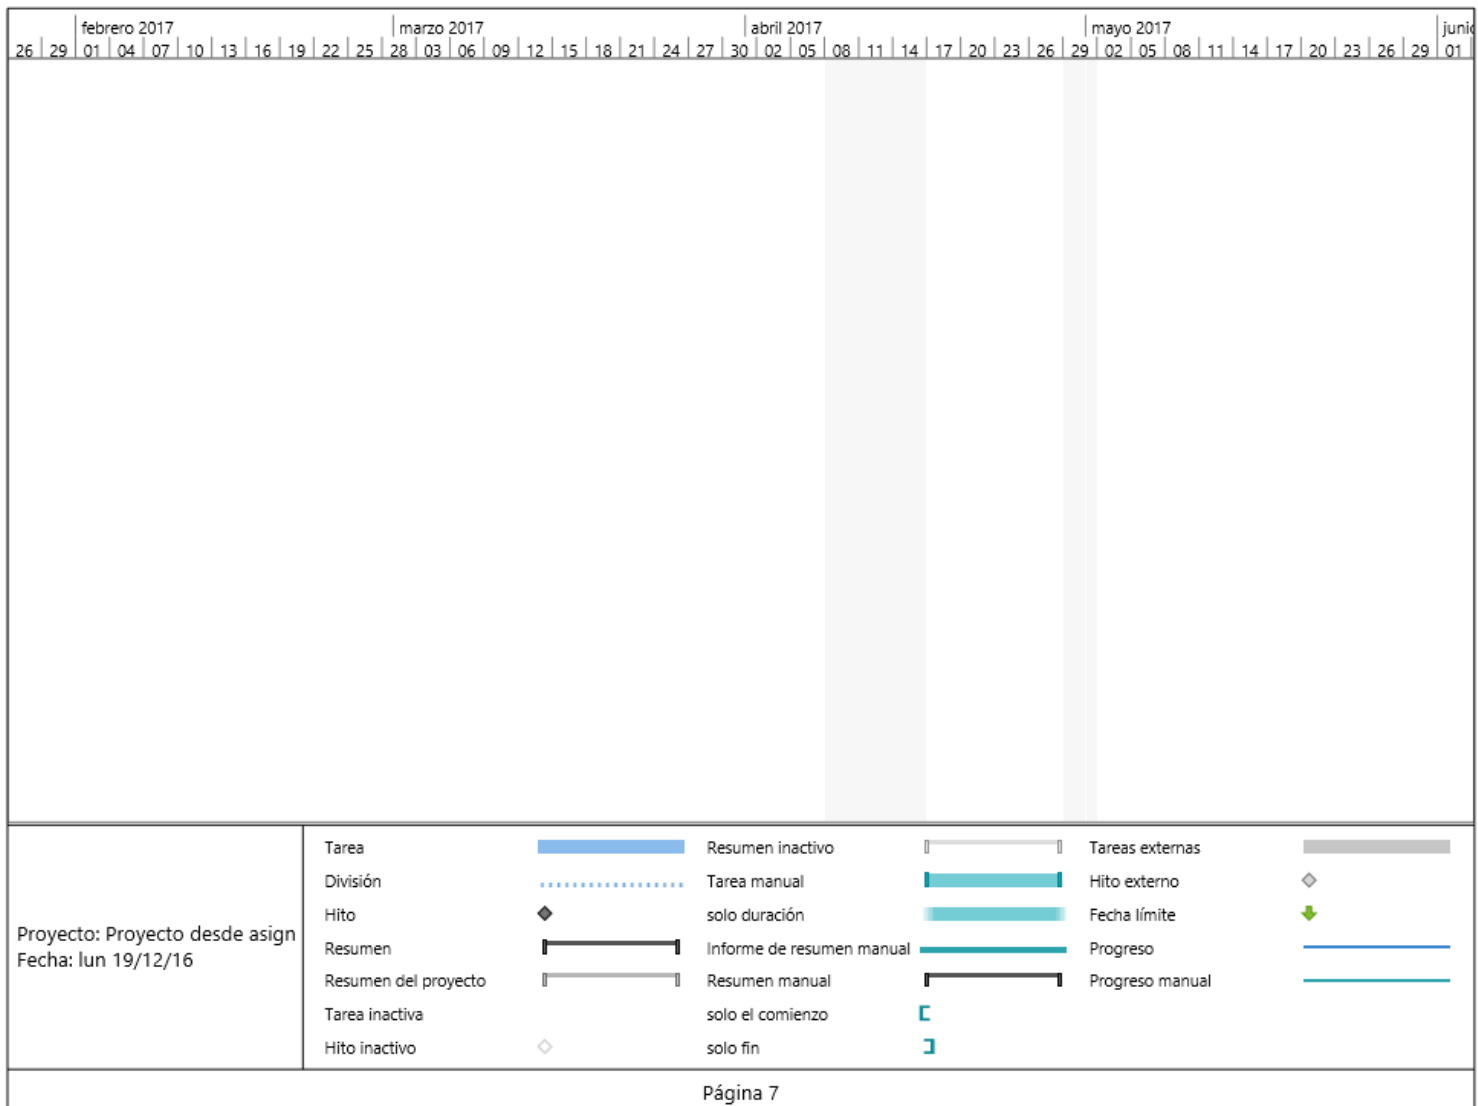 febrero 2017 marzo 2017 abril 2017 mayo 2017
26 29 01 04 07 10 13 16 19 22 25 28 03 06 09 12 15 18 21 24 27 30 02 05 08 11 14 17 20 23 26 29 02 05 08 11 14 17 20 23 26 29 01
Tarea Resumen inactivo Tareas externas
División Tarea manual Hito externo
Hito solo duración Fecha límite
Proyecto: Proyecto desde asign
Fecha: lun 19/12/16
Resumen Informe de resumen manual Progreso
Resumen del proyecto Resumen manual Progreso manual
Tarea inactiva solo el comienzo
Hito inactivo solo fin
Página 7